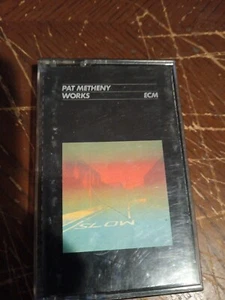 PAT METHENY
WORKS ECM
SLOW